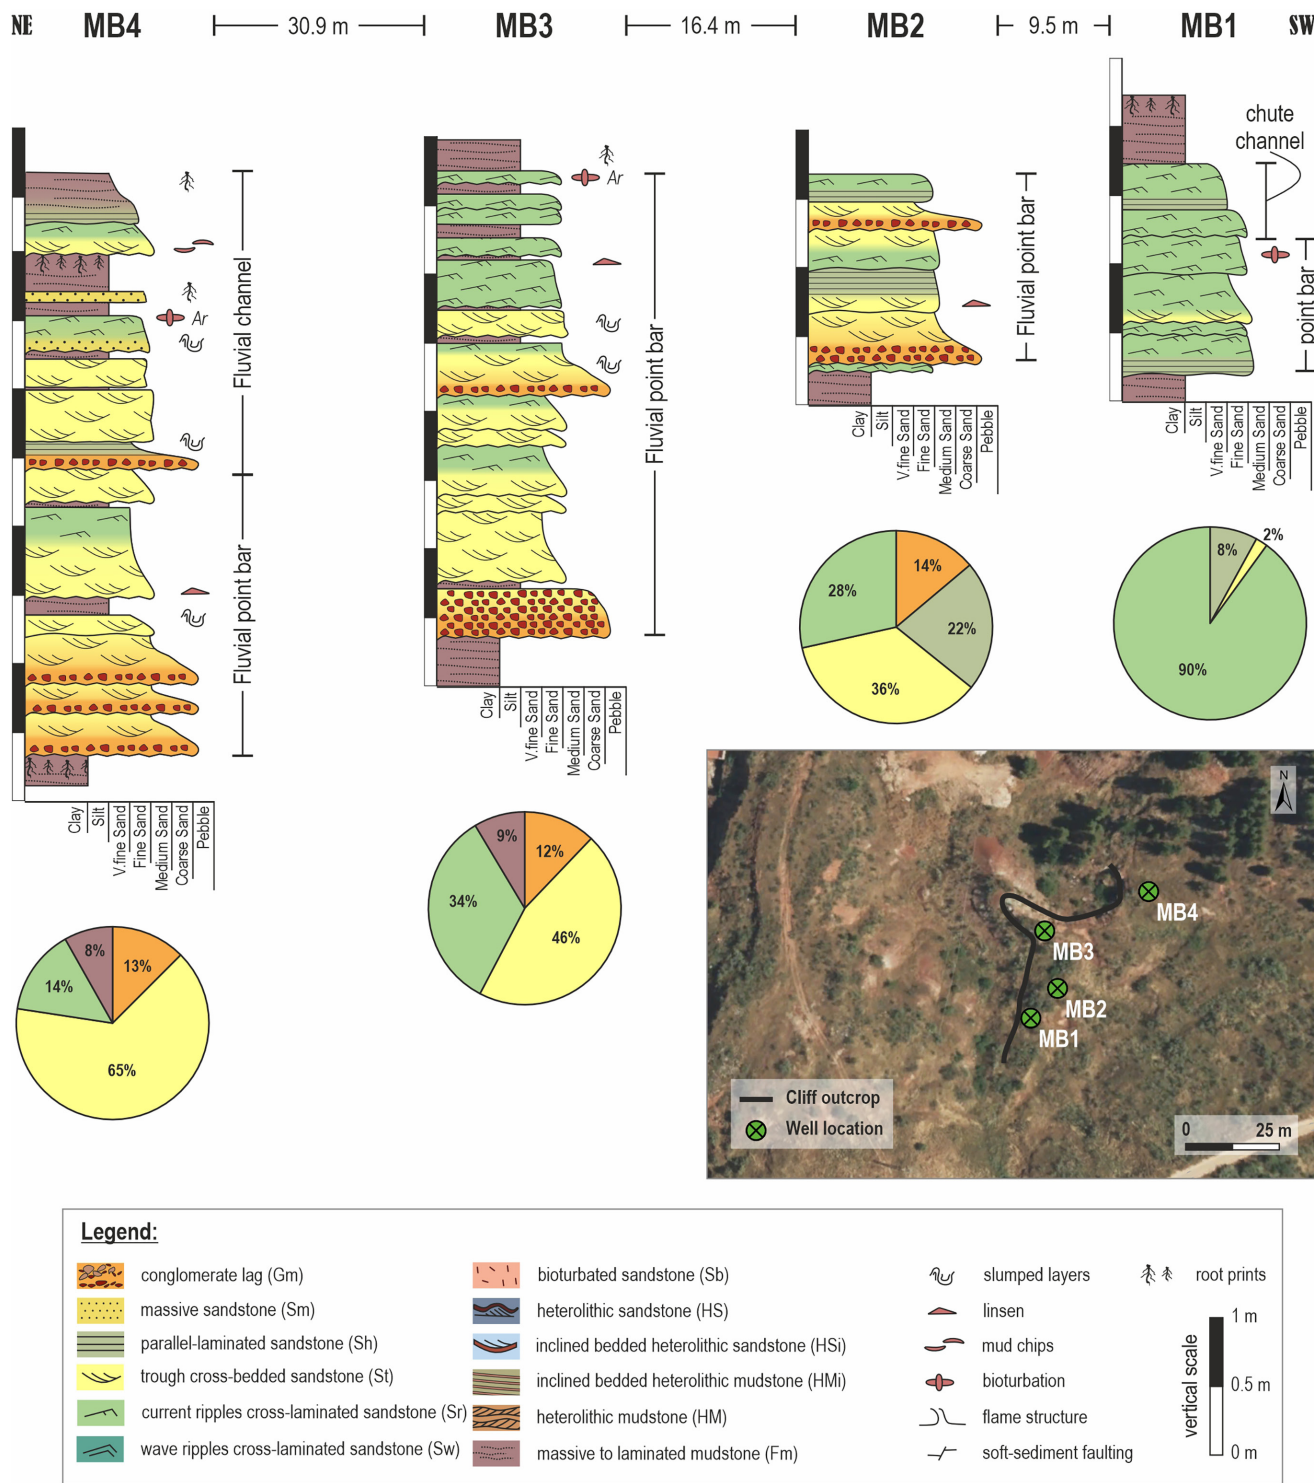 NE MB4 30.9 m MB3 16.4 m MB2 9.5 m MB1 SW
chute
channel
Ar
Ar
Fluvial channel
Fluvial point bar
Fluvial point bar
Fluvial point bar
point bar
Clay
Silt
V.fine Sand
Fine Sand
Medium Sand
Coarse Sand
Pebble
Clay
Silt
V.fine Sand
Fine Sand
Medium Sand
Coarse Sand
Pebble
Clay
Silt
V.fine Sand
Fine Sand
Medium Sand
Coarse Sand
Pebble
Clay
Silt
V.fine Sand
Fine Sand
Medium Sand
Coarse Sand
Pebble
14%
22%
36%
28%
8%
2%
90%
12%
46%
34%
9%
13%
65%
14%
8%
N
MB4
MB3
MB2
MB1
Cliff outcrop
Well location
0 25 m
Legend:
conglomerate lag (Gm)
massive sandstone (Sm)
parallel-laminated sandstone (Sh)
trough cross-bedded sandstone (St)
current ripples cross-laminated sandstone (Sr)
wave ripples cross-laminated sandstone (Sw)
bioturbated sandstone (Sb)
heterolithic sandstone (HS)
inclined bedded heterolithic sandstone (HSi)
inclined bedded heterolithic mudstone (HMi)
heterolithic mudstone (HM)
massive to laminated mudstone (Fm)
slumped layers
linsen
mud chips
bioturbation
flame structure
soft-sediment faulting
root prints
vertical scale
1 m
0.5 m
0 m